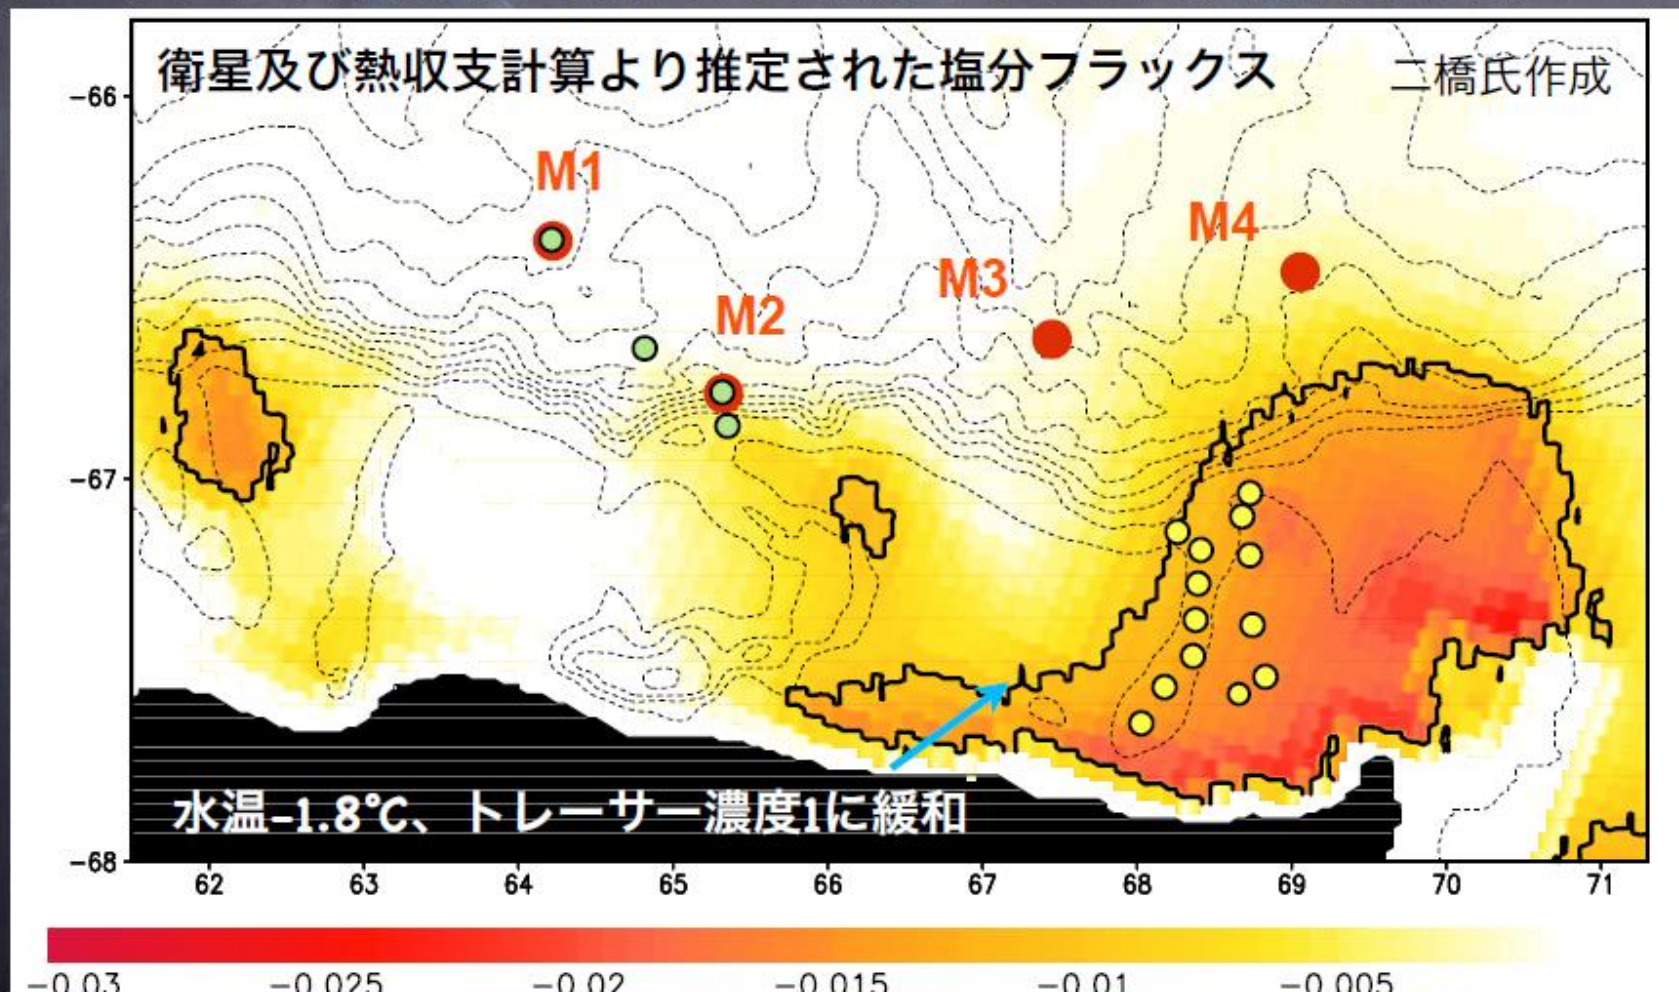 衛星及び熱収支計算より推定された塩分フラックス
二橋氏作成
-66
M1
M4
M3
M2
-67
水温-1.8℃、トレーサー濃度1に緩和
-68
62 63 64 65 66 67 68 69 70 71
-0.03 -0.025 -0.02 -0.015 -0.01 -0.005